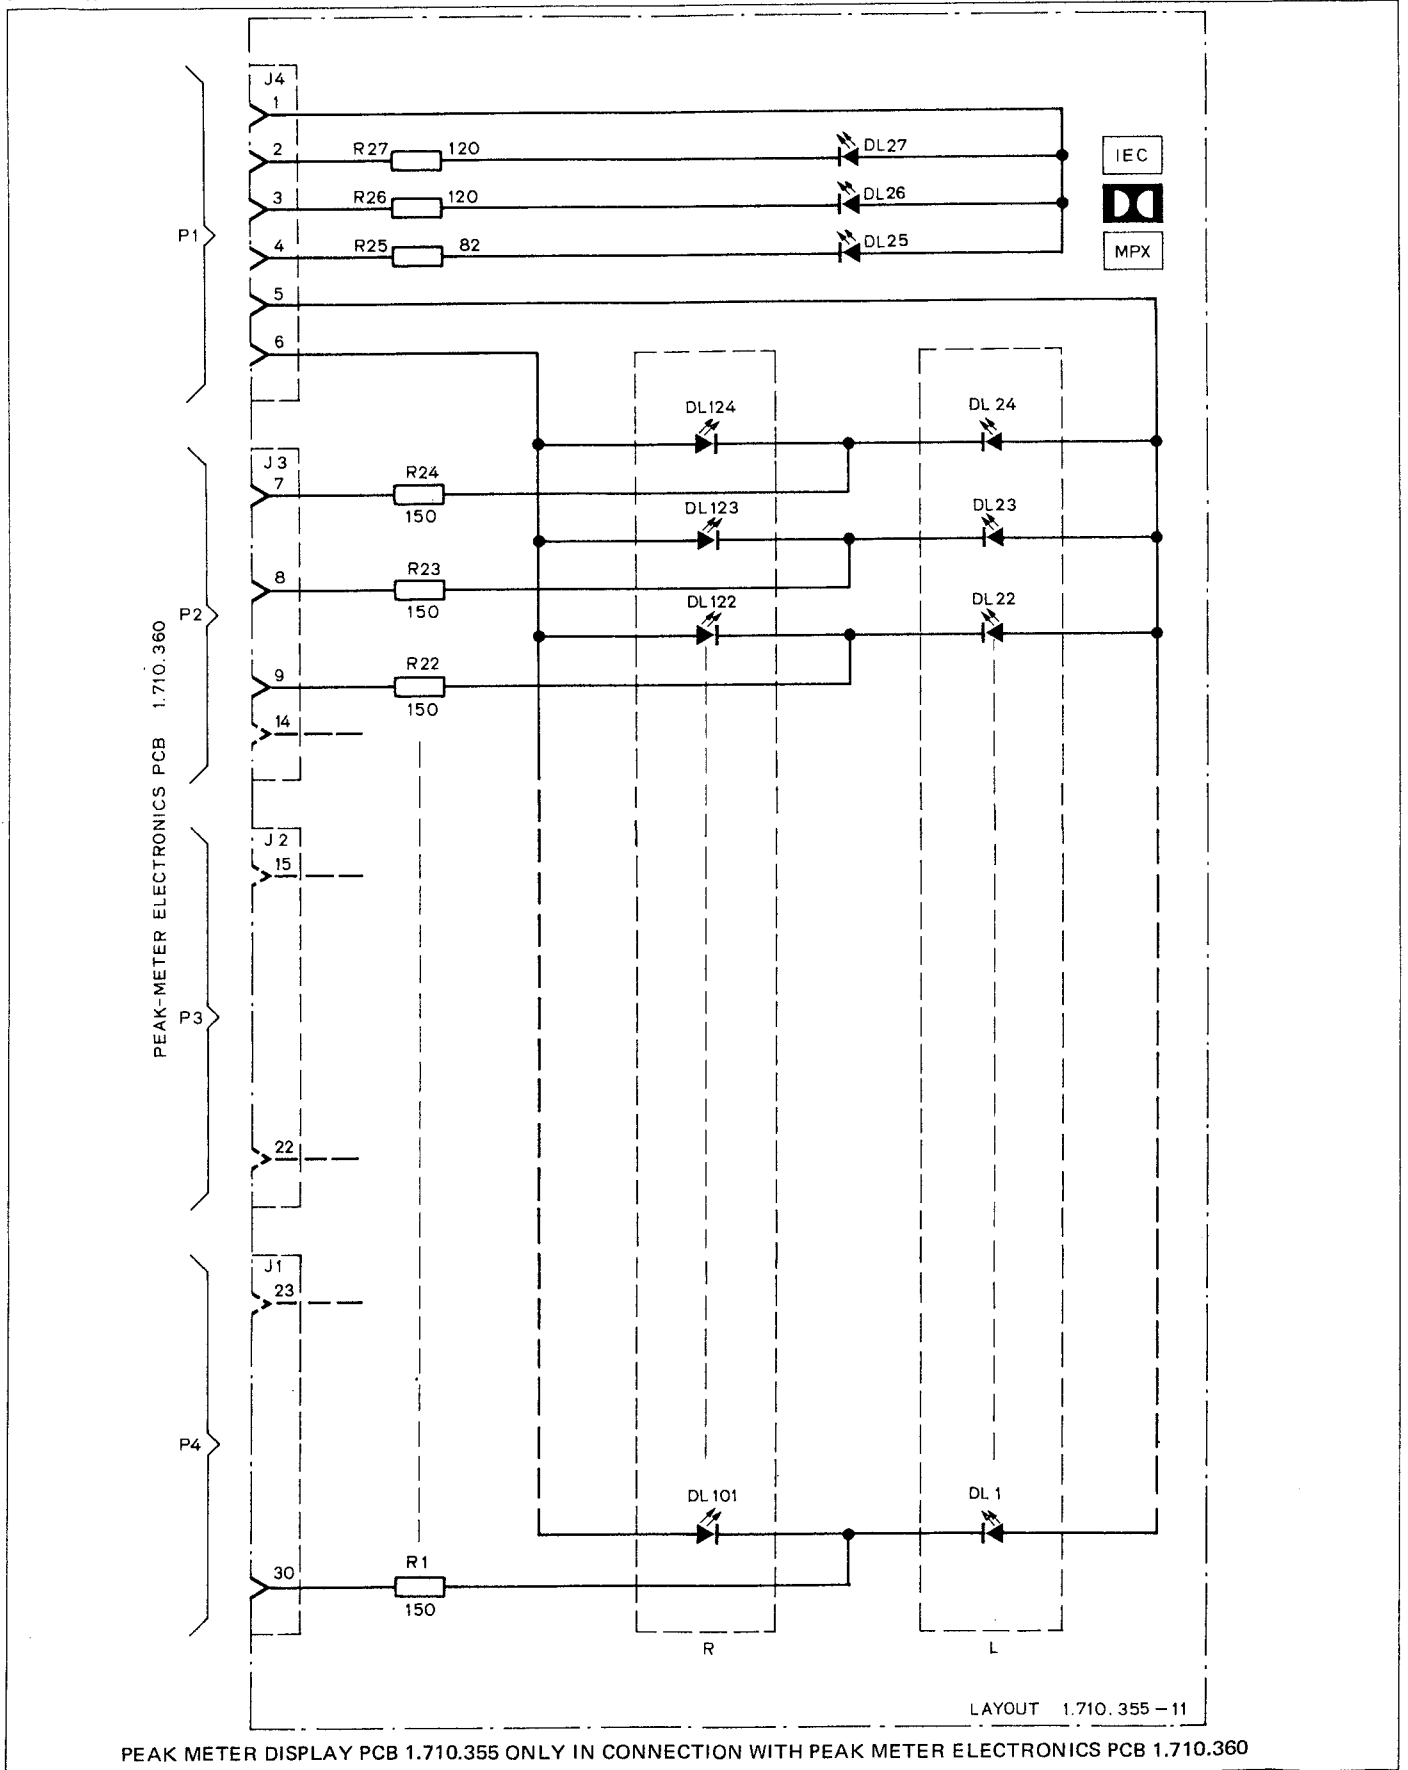 J4
1
2 R27 120 DL27 IEC
3 R26 120 DL26
4 R25 82 DL25 MPX
P1
5
6
DL124 DL24
J3
7 R24
150
DL123 DL23
8 R23
150
P2
DL122 DL22
9 R22
150
14
PEAK-METER ELECTRONICS PCB 1.710.360
J2
15
P3
22
J1
23
P4
DL101 DL1
30 R1
150
R L
LAYOUT 1.710.355-11
PEAK METER DISPLAY PCB 1.710.355 ONLY IN CONNECTION WITH PEAK METER ELECTRONICS PCB 1.710.360